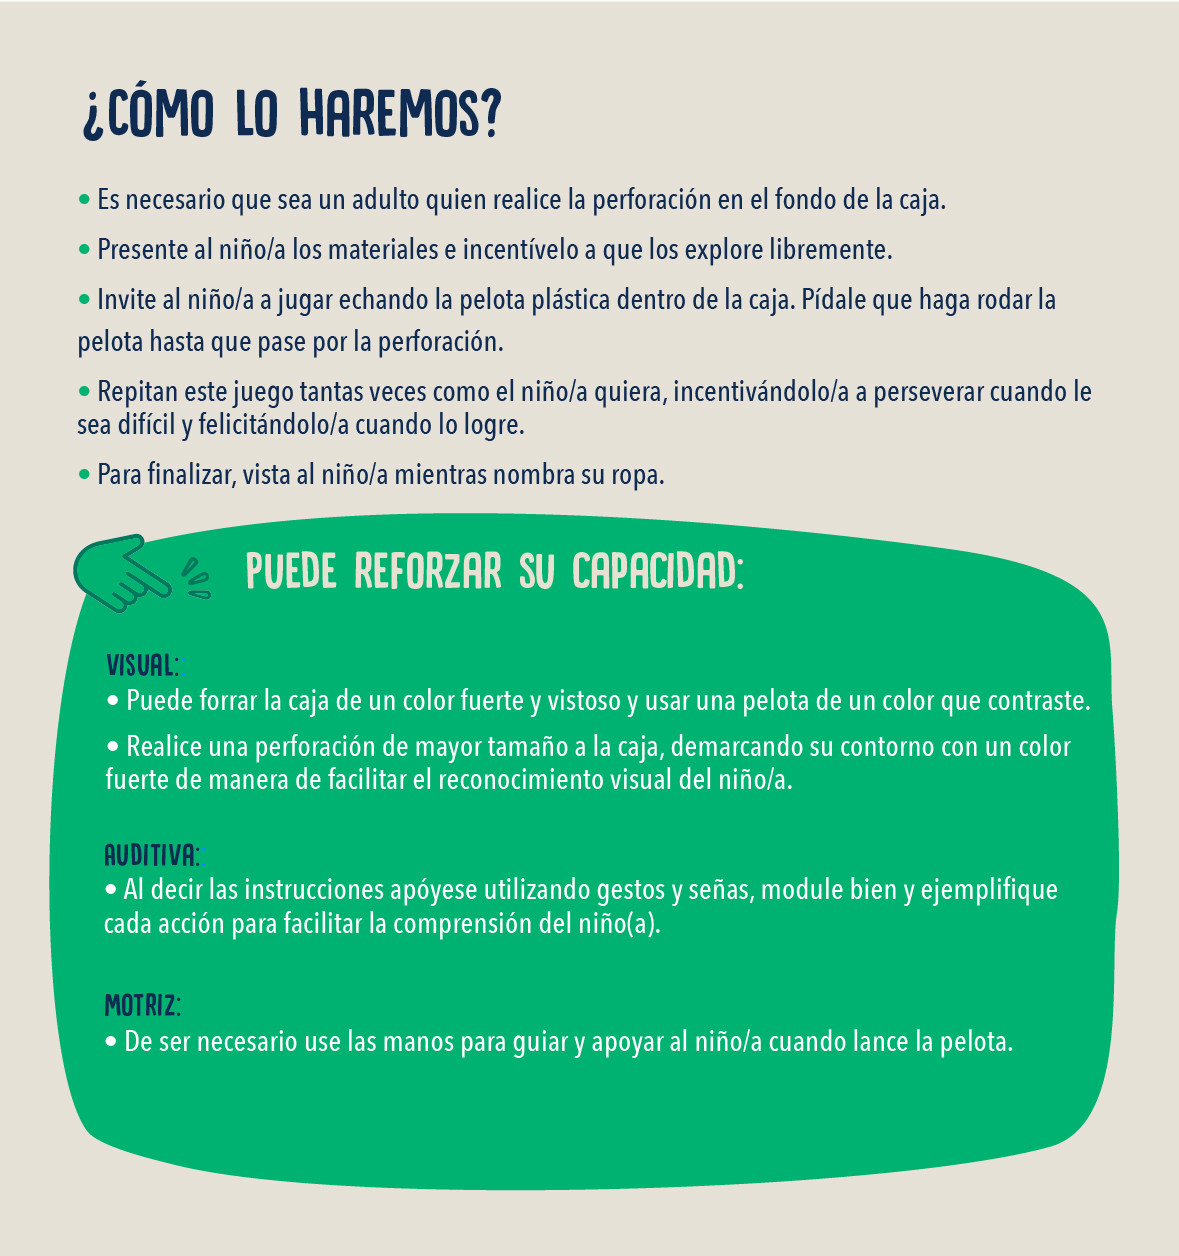 ¿CÓMO LO HAREMOS?
• Es necesario que sea un adulto quien realice la perforación en el fondo de la caja.
• Presente al niño/a los materiales e incentívelo a que los explore libremente.
• Invite al niño/a a jugar echando la pelota plástica dentro de la caja. Pídale que haga rodar la
pelota hasta que pase por la perforación.
• Repitan este juego tantas veces como el niño/a quiera, incentivándolo/a a perseverar cuando le
sea difícil y felicitándolo/a cuando lo logre.
• Para finalizar, vista al niño/a mientras nombra su ropa.
PUEDE REFORZAR SU CAPACIDAD:
VISUAL:
• Puede forrar la caja de un color fuerte y vistoso y usar una pelota de un color que contraste.
• Realice una perforación de mayor tamaño a la caja, demarcando su contorno con un color
fuerte de manera de facilitar el reconocimiento visual del niño/a.
AUDITIVA:
• Al decir las instrucciones apóyese utilizando gestos y señas, module bien y ejemplifique
cada acción para facilitar la comprensión del niño(a).
MOTRIZ:
• De ser necesario use las manos para guiar y apoyar al niño/a cuando lance la pelota.